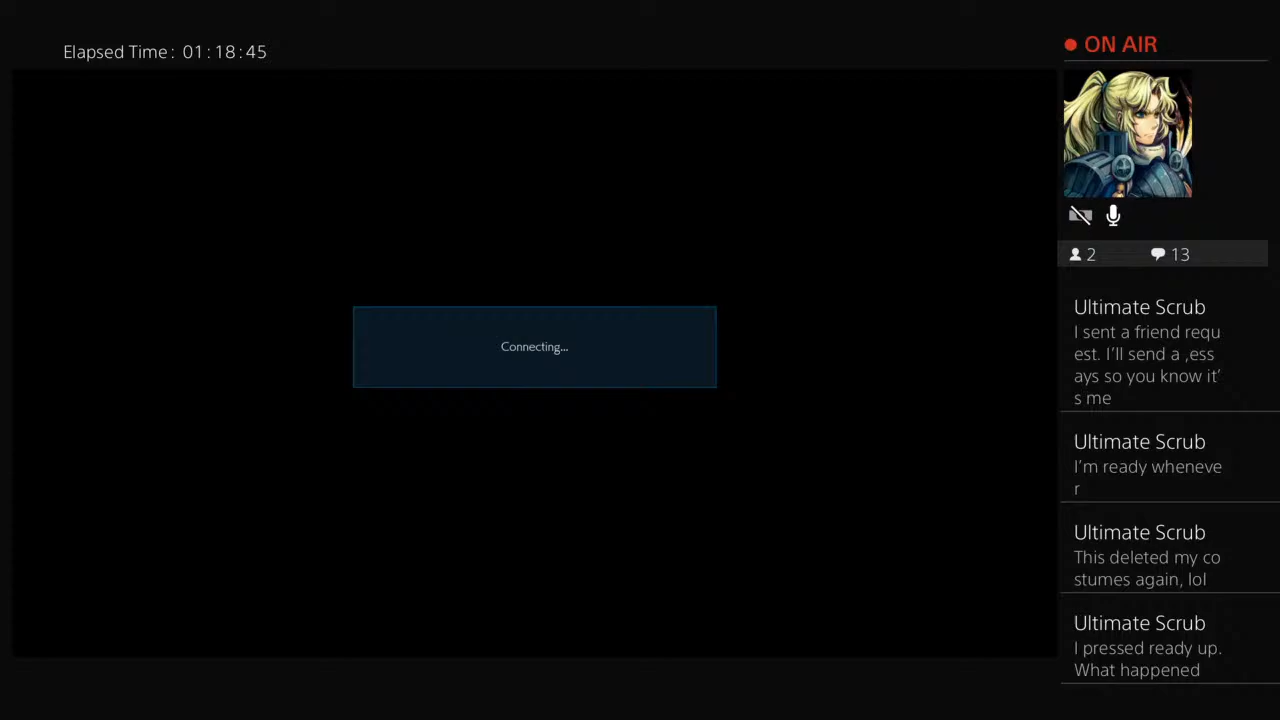 Elapsed Time: 01:18:45
ON AIR
2 13
Connecting...
Ultimate Scrub
I sent a friend requ
est. I'll send a ,ess
ays so you know it'
s me
Ultimate Scrub
I'm ready wheneve
r
Ultimate Scrub
This deleted my co
stumes again, lol
Ultimate Scrub
I pressed ready up.
What happened